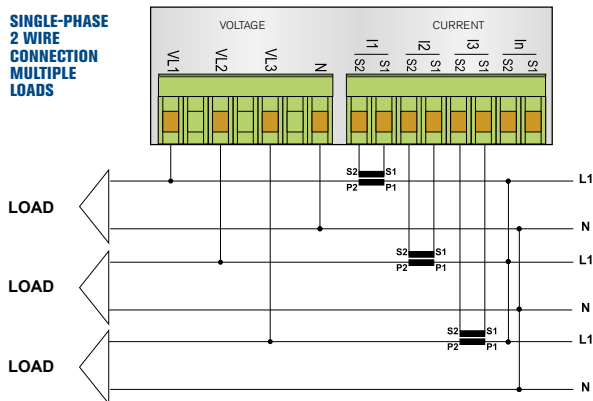 SINGLE-PHASE
2 WIRE
CONNECTION
MULTIPLE
LOADS
VOLTAGE
CURRENT
VL1
VL2
VL3
N
I1
I2
I3
In
S2 S1 S2 S1 S2 S1 S2 S1
S2 S1
P2 P1
L1
LOAD
N
S2 S1
P2 P1
L1
LOAD
N
S2 S1
P2 P1
L1
LOAD
N